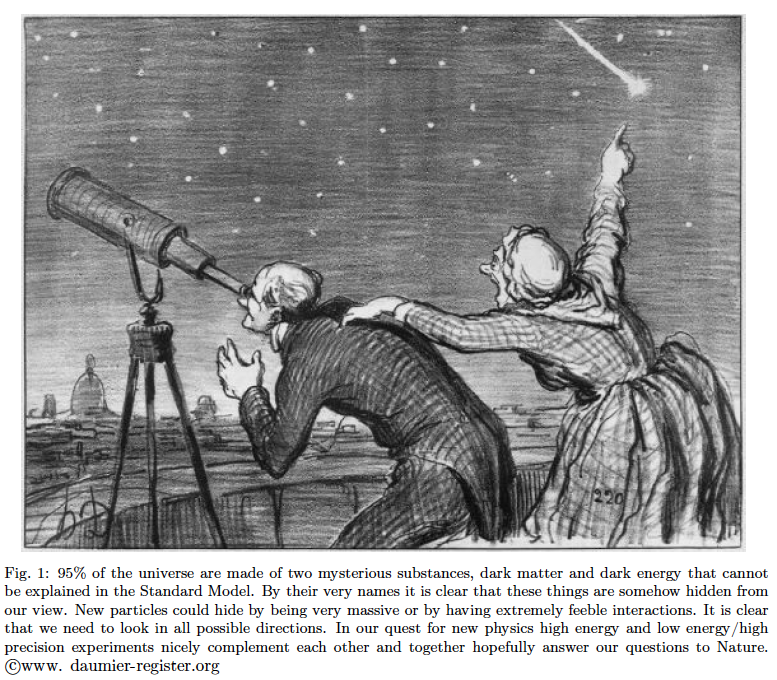 220
Fig. 1: 95% of the universe are made of two mysterious substances, dark matter and dark energy that cannot
be explained in the Standard Model. By their very names it is clear that these things are somehow hidden from
our view. New particles could hide by being very massive or by having extremely feeble interactions. It is clear
that we need to look in all possible directions. In our quest for new physics high energy and low energy/high
precision experiments nicely complement each other and together hopefully answer our questions to Nature.
©www. daumier-register.org